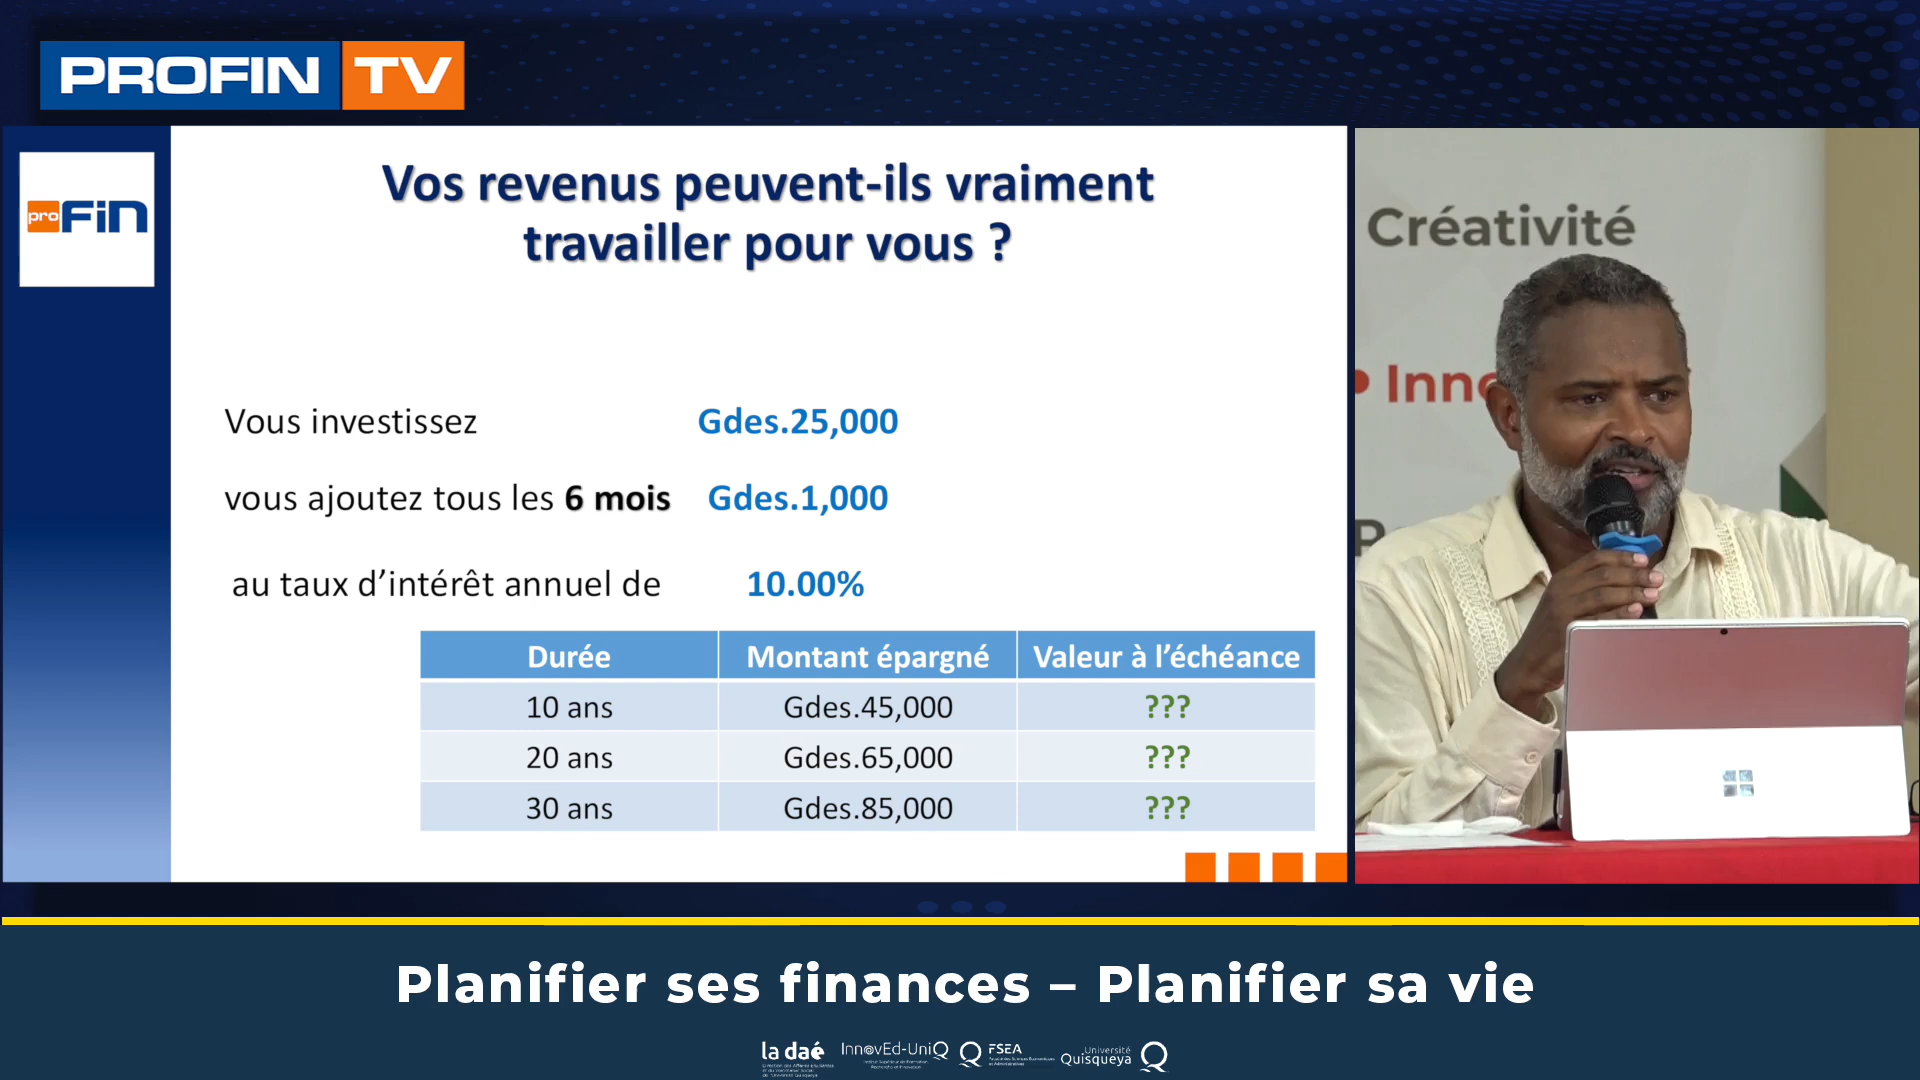 PROFIN TV
proFin
Vos revenus peuvent-ils vraiment
travailler pour vous ?
Vous investissez Gdes.25,000
vous ajoutez tous les 6 mois Gdes.1,000
au taux d’intérêt annuel de 10.00%
Durée Montant épargné Valeur à l’échéance
10 ans Gdes.45,000 ???
20 ans Gdes.65,000 ???
30 ans Gdes.85,000 ???
Créativité
• Inno
Planifier ses finances – Planifier sa vie
la daé
InnovEd-UniQ
FSEA
Université
Quisqueya